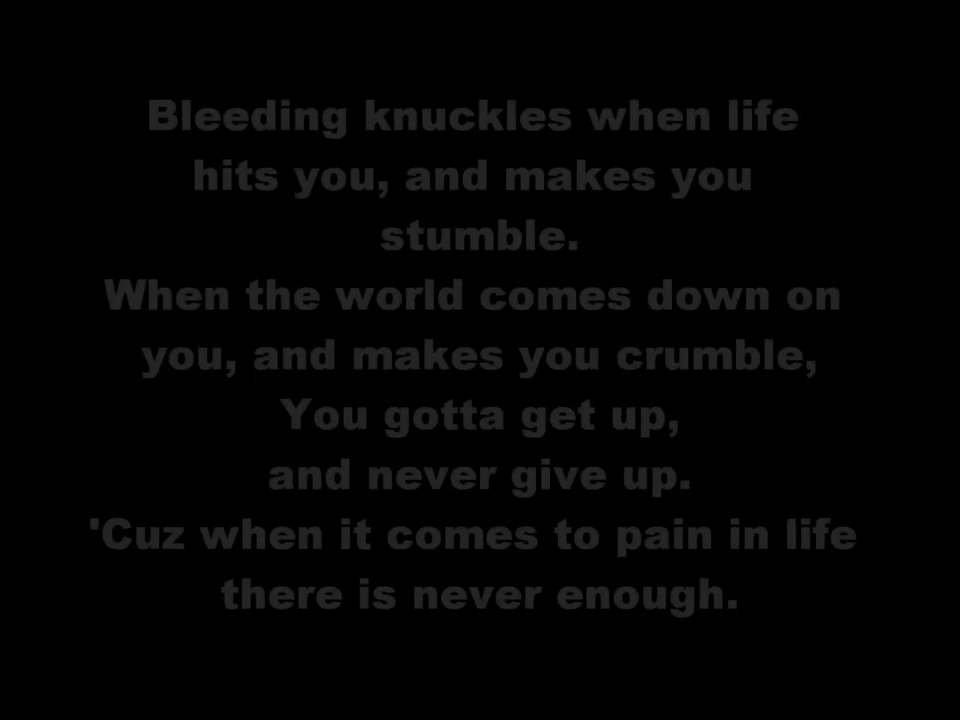 Bleeding knuckles when life
hits you, and makes you
stumble.
When the world comes down on
you, and makes you crumble,
You gotta get up,
and never give up.
'Cuz when it comes to pain in life
there is never enough.